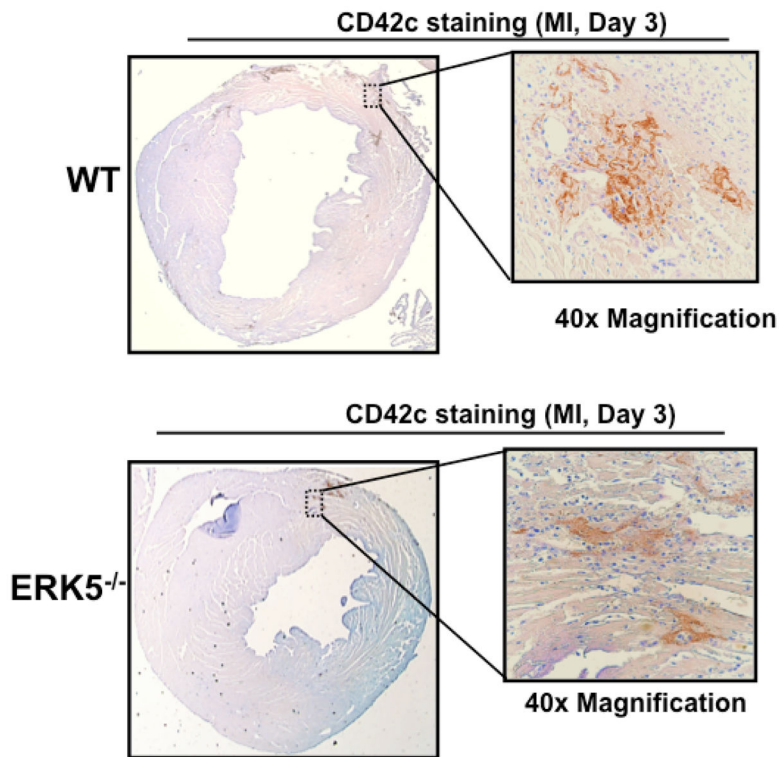 CD42c staining (MI, Day 3)
WT
40x Magnification
CD42c staining (MI, Day 3)
ERK5-/-
40x Magnification